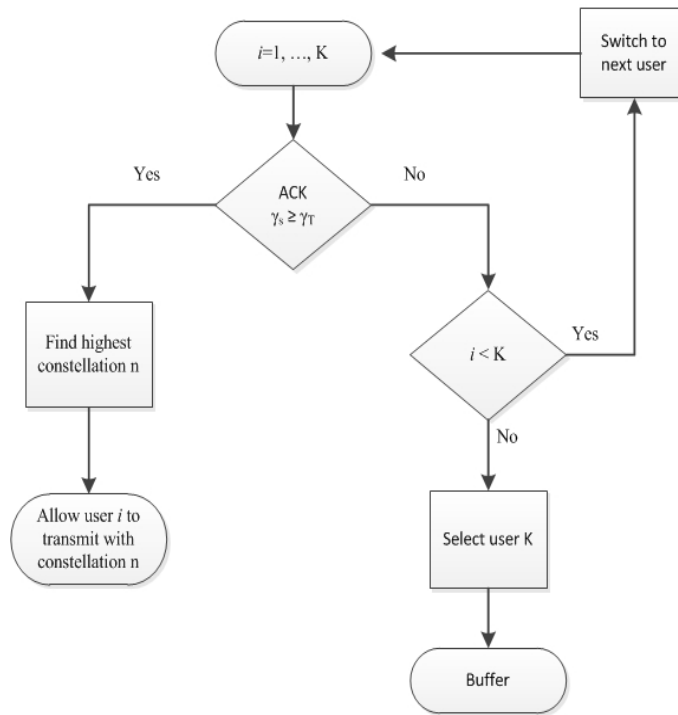 i=1, …, K
Switch to
next user
Yes
ACK
γs ≥ γT
No
Find highest
constellation n
i < K
Yes
No
Allow user i to
transmit with
constellation n
Select user K
Buffer